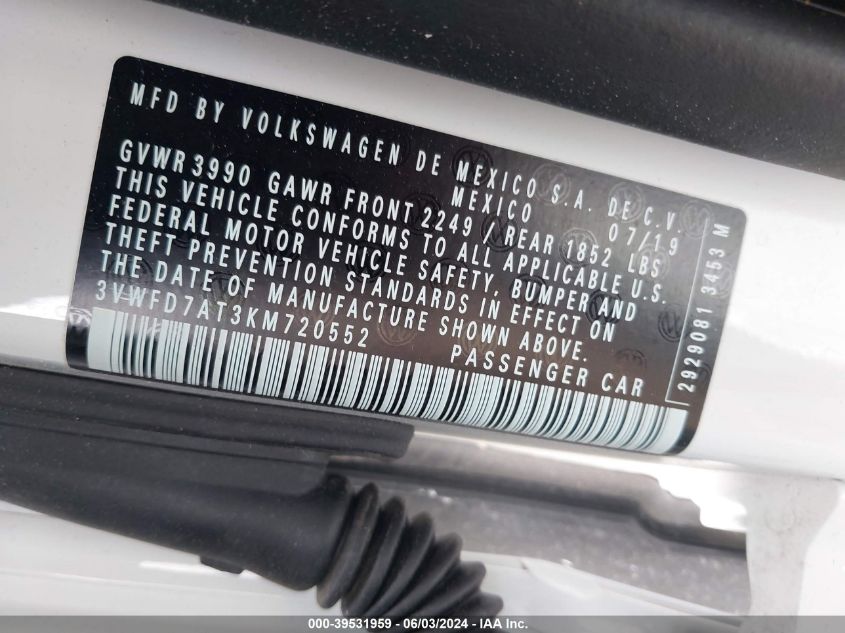 MFD BY VOLKSWAGEN DE MEXICO S.A. DE C.V.
MEXICO 07/19
GVWR 3990 GAWR FRONT 2249 / REAR 1852 LBS
THIS VEHICLE CONFORMS TO ALL APPLICABLE U.S.
FEDERAL MOTOR VEHICLE SAFETY, BUMPER AND
THEFT PREVENTION STANDARDS IN EFFECT ON
THE DATE OF MANUFACTURE SHOWN ABOVE.
3VWFD7AT3KM720552 PASSENGER CAR
2929081 3453 M
000-39531959 - 06/03/2024 - IAA Inc.